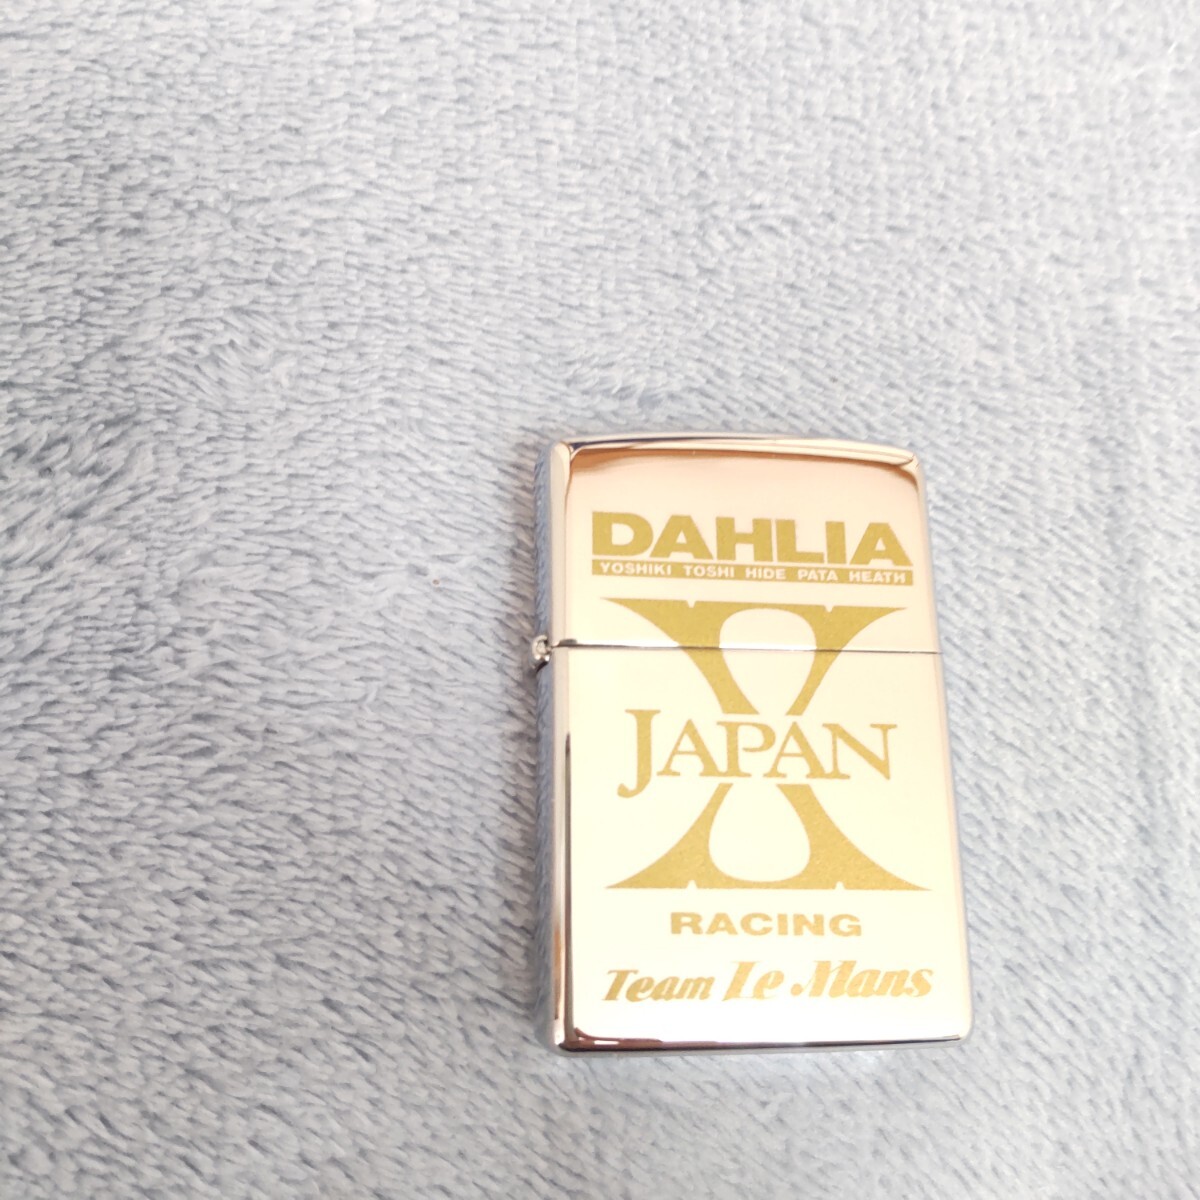 DAHLIA
YOSHIKI TOSHI HIDE PATA HEATH
X
JAPAN
RACING
Team Le Mans